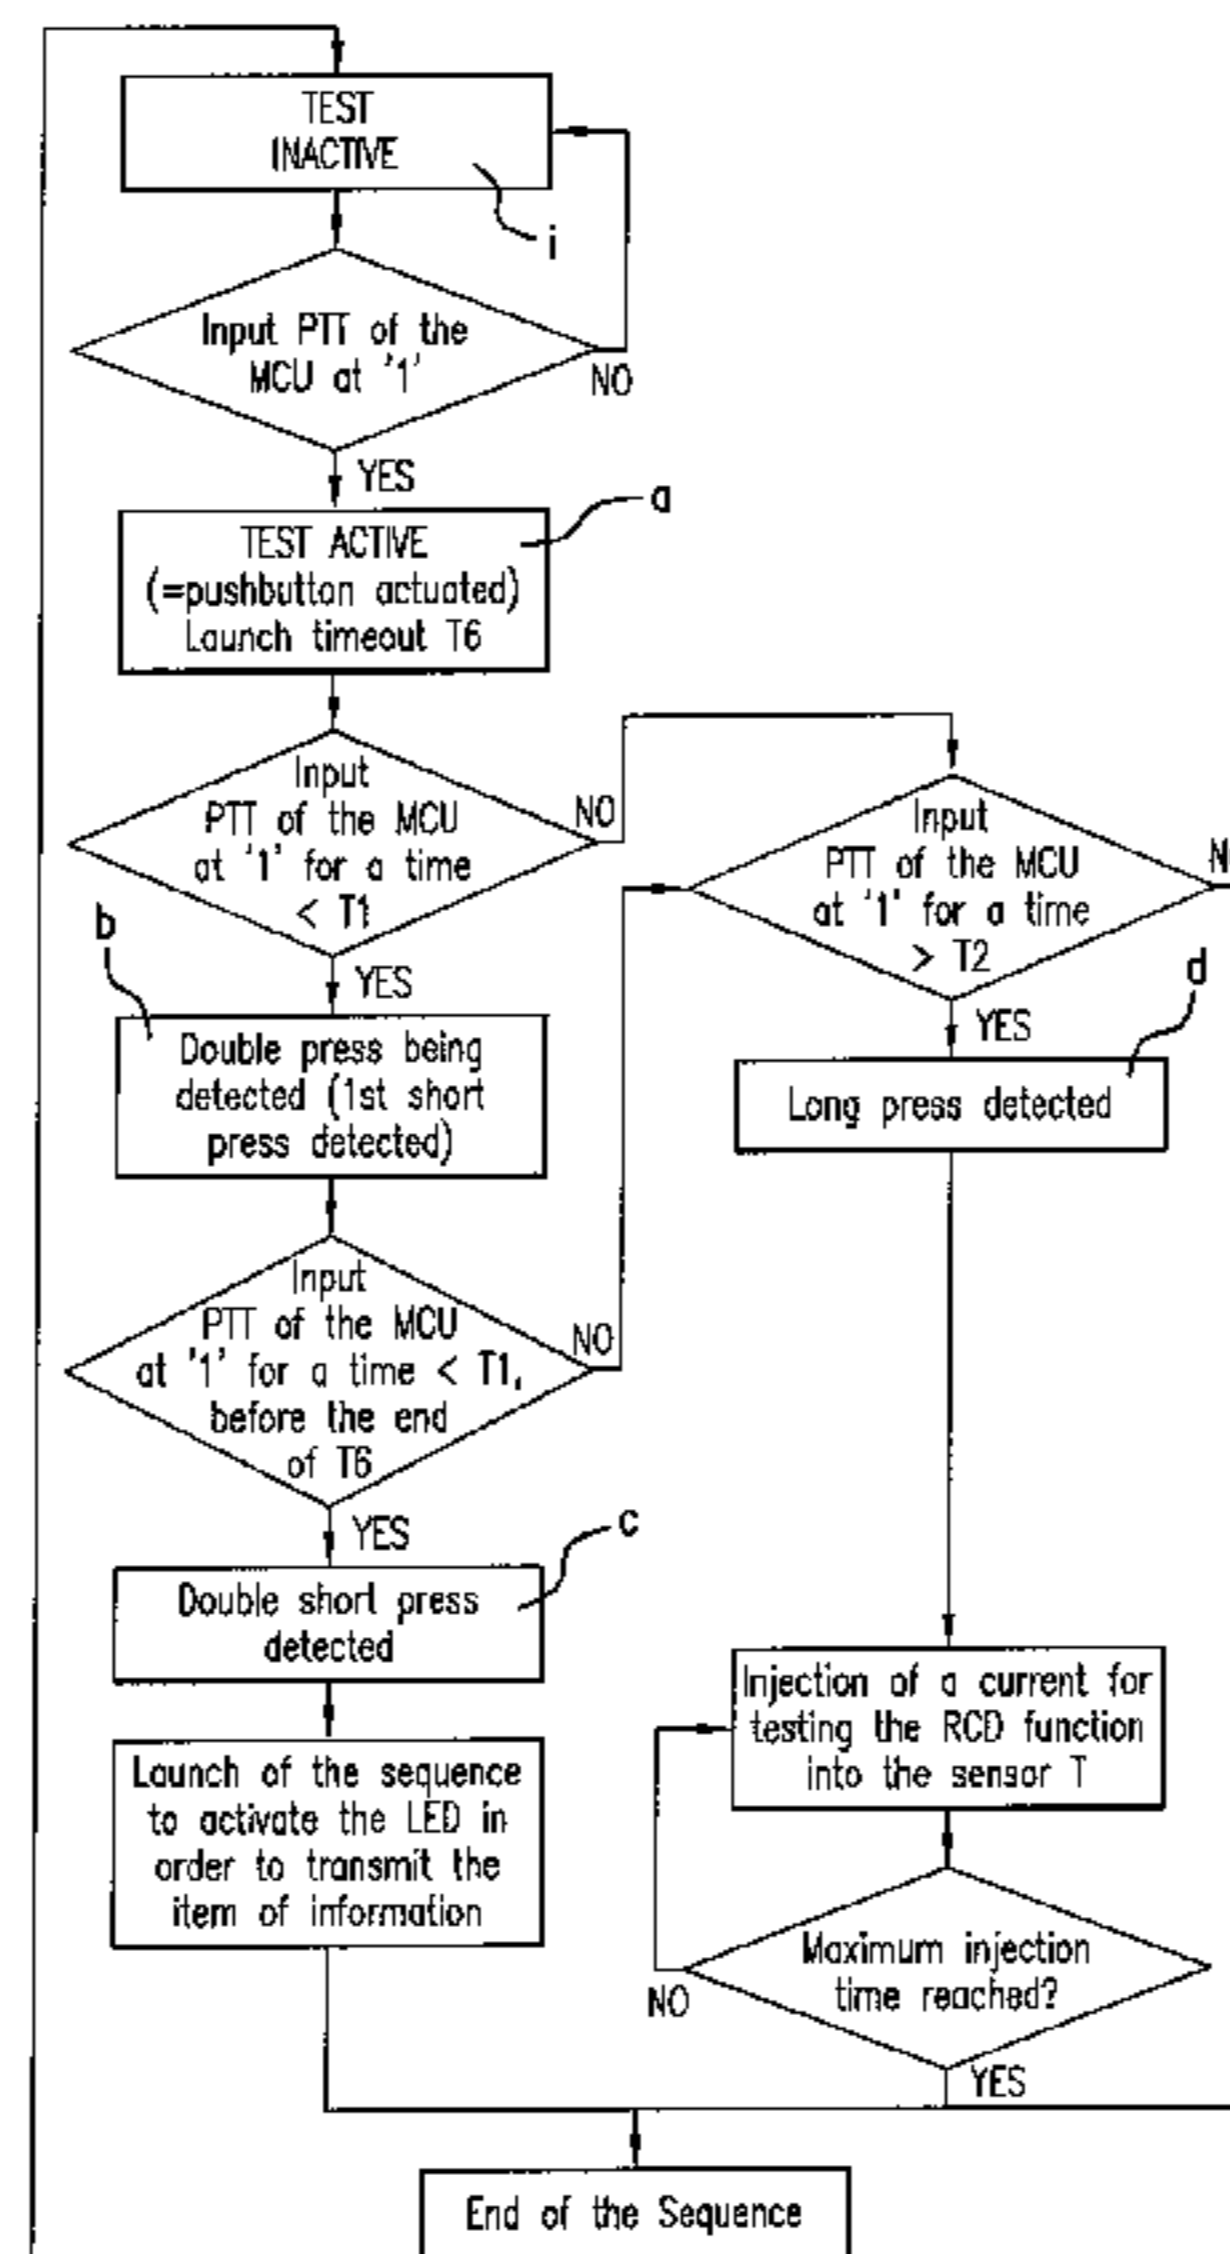 TEST
INACTIVE
i
Input PTT of the
MCU at '1'
NO
YES
a
TEST ACTIVE
(=pushbutton actuated)
Launch timeout T6
Input
PTT of the MCU
at '1' for a time
< T1
NO
YES
b
Double press being
detected (1st short
press detected)
Input
PTT of the MCU
at '1' for a time < T1,
before the end
of T6
NO
YES
c
Double short press
detected
Launch of the sequence
to activate the LED in
order to transmit the
item of information
Input
PTT of the MCU
at '1' for a time
> T2
YES
d
Long press detected
Injection of a current for
testing the RCD function
into the sensor T
Maximum injection
time reached?
NO
YES
End of the Sequence